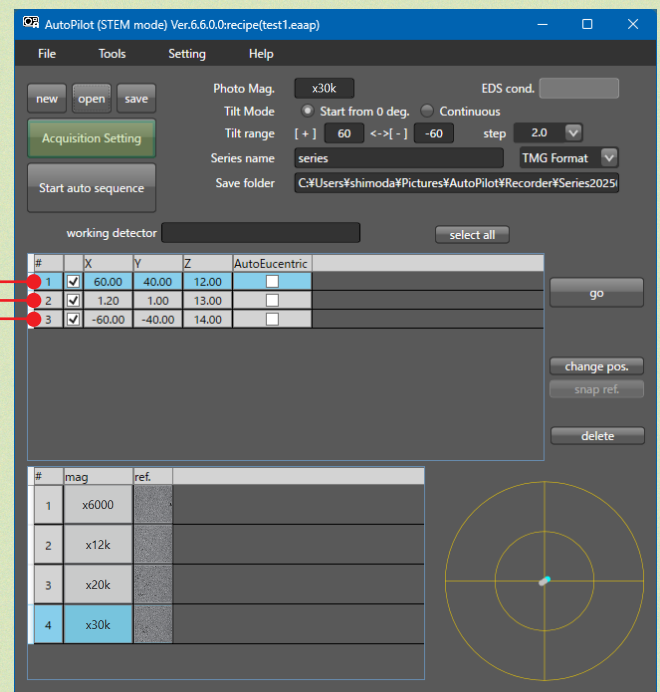 AutoPilot (STEM mode) Ver.6.6.0.0:recipe(test1.eaap)
File Tools Setting Help
new open save
Photo Mag. x30k EDS cond.
Tilt Mode Start from 0 deg. Continuous
Acquisition Setting
Tilt range [ + ] 60 <->[ - ] -60 step 2.0
Series name series TMG Format
Start auto sequence
Save folder C:¥Users¥shimoda¥Pictures¥AutoPilot¥Recorder¥Series2025
working detector select all
# X Y Z AutoEucentric
1 60.00 40.00 12.00
2 1.20 1.00 13.00
3 -60.00 -40.00 14.00
go
change pos.
snap ref.
delete
# mag ref.
1 x6000
2 x12k
3 x20k
4 x30k